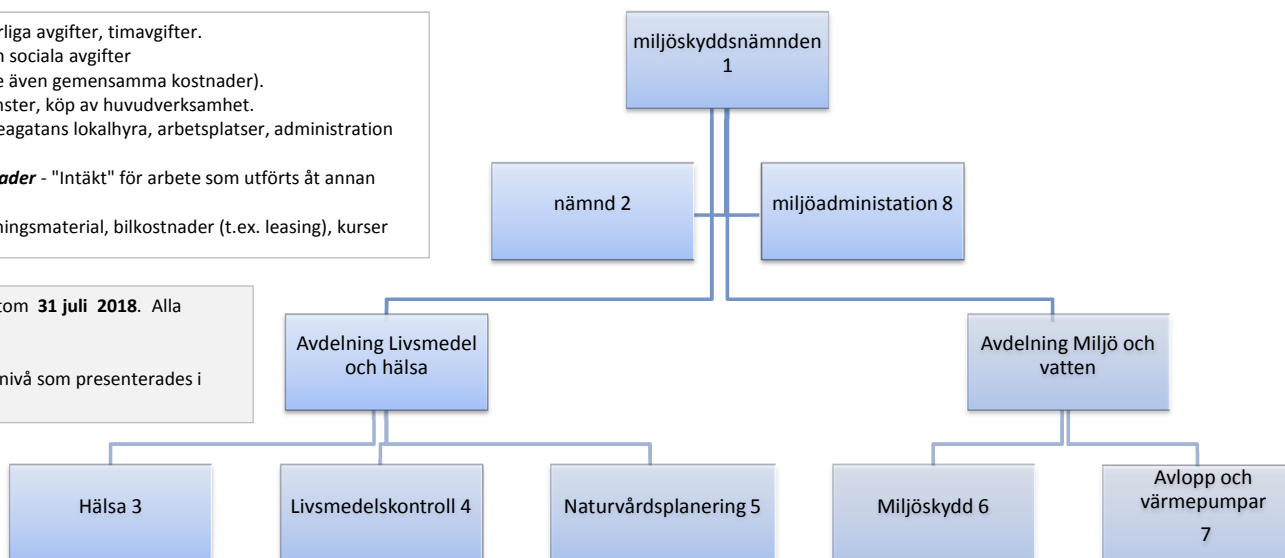 rliga avgifter, timavgifter.
n sociala avgifter
e även gemensamma kostnader).
nster, köp av huvudverksamhet.
eagatans lokalhyra, arbetsplatser, administration
ader - "Intäkt" för arbete som utförts åt annan
ningsmaterial, bilkostnader (t.ex. leasing), kurser
tom 31 juli 2018. Alla
nivå som presenterades i
miljöskyddsnämnden
1
nämnd 2
miljöadministation 8
Avdelning Livsmedel
och hälsa
Avdelning Miljö och
vatten
Hälsa 3
Livsmedelskontroll 4
Naturvårdsplanering 5
Miljöskydd 6
Avlopp och
värmepumpar
7